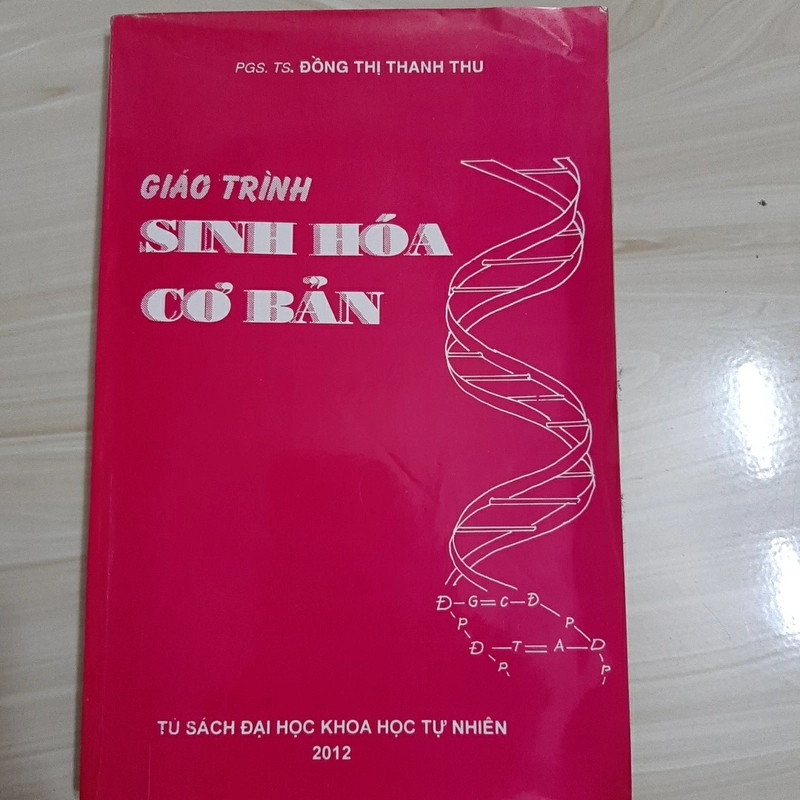 PGS. TS. ĐỒNG THỊ THANH THU
GIÁO TRÌNH
SINH HÓA
CƠ BẢN
Đ-G=C-Đ
P P
Đ-T=A-D
P P
TỦ SÁCH ĐẠI HỌC KHOA HỌC TỰ NHIÊN
2012